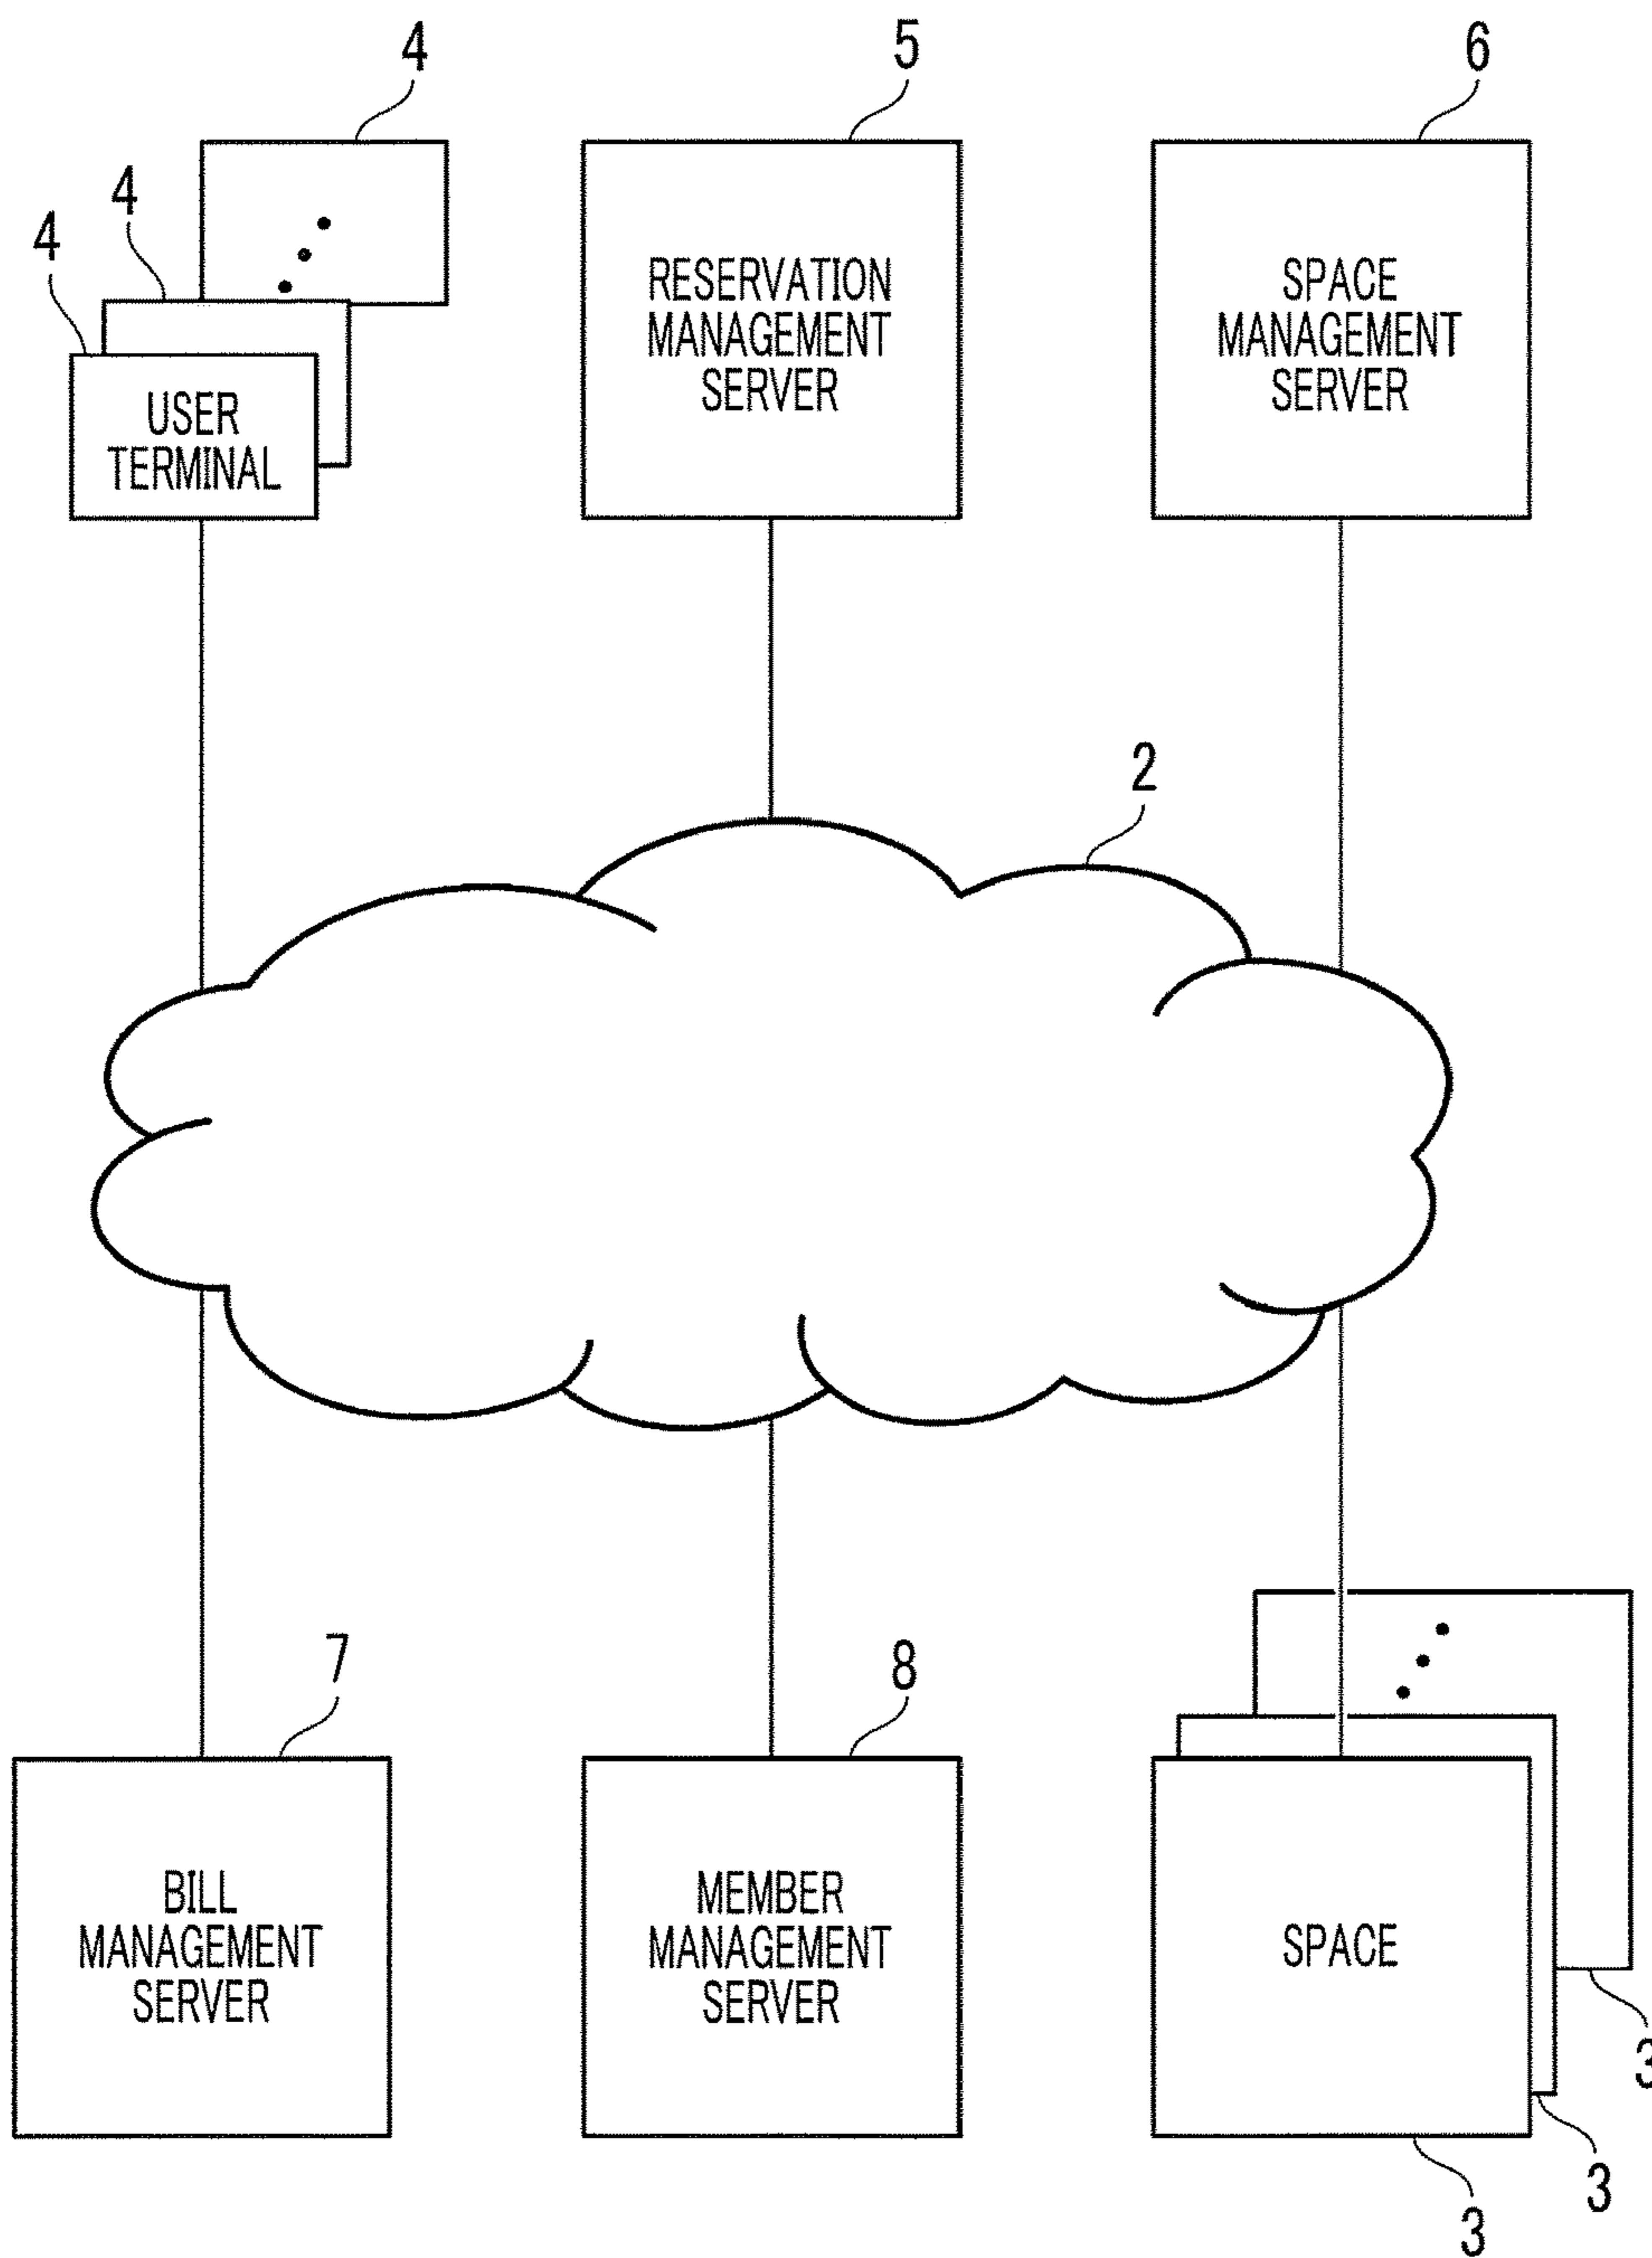 4
5
6
4
4
USER
TERMINAL
RESERVATION
MANAGEMENT
SERVER
SPACE
MANAGEMENT
SERVER
2
7
8
BILL
MANAGEMENT
SERVER
MEMBER
MANAGEMENT
SERVER
SPACE
3
3
3